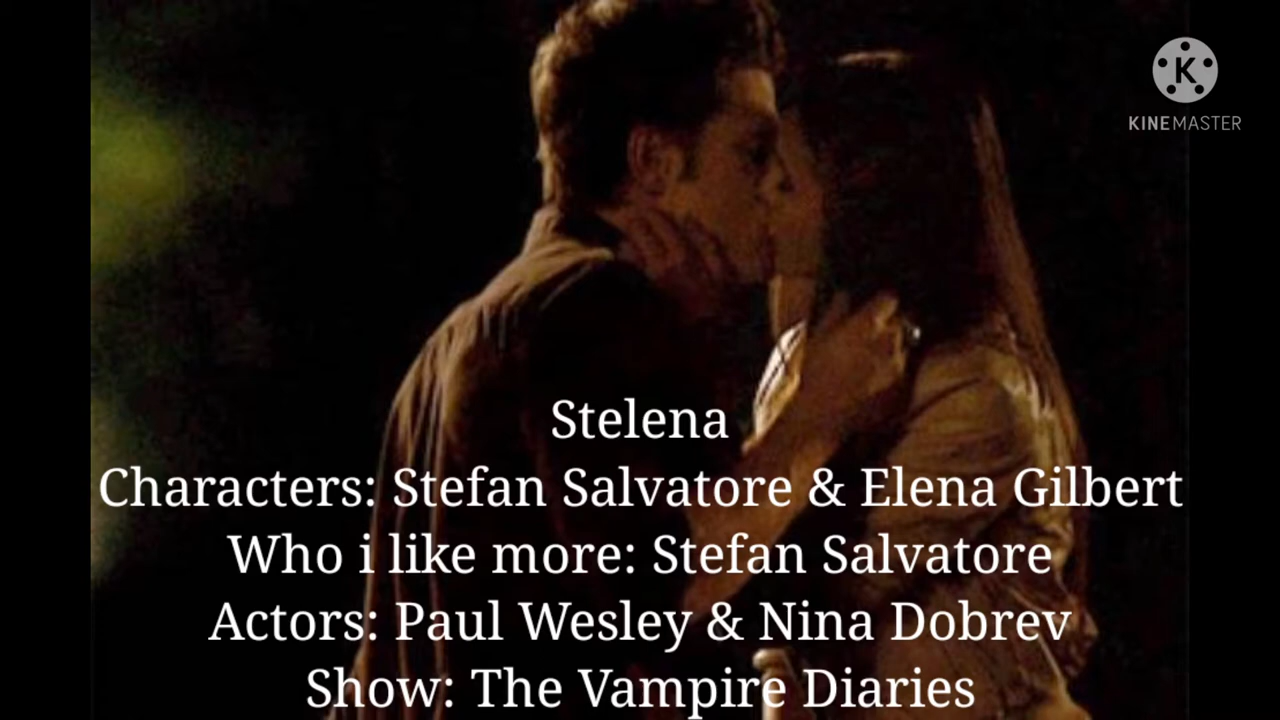 K
KINEMASTER
Stelena
Characters: Stefan Salvatore & Elena Gilbert
Who i like more: Stefan Salvatore
Actors: Paul Wesley & Nina Dobrev
Show: The Vampire Diaries